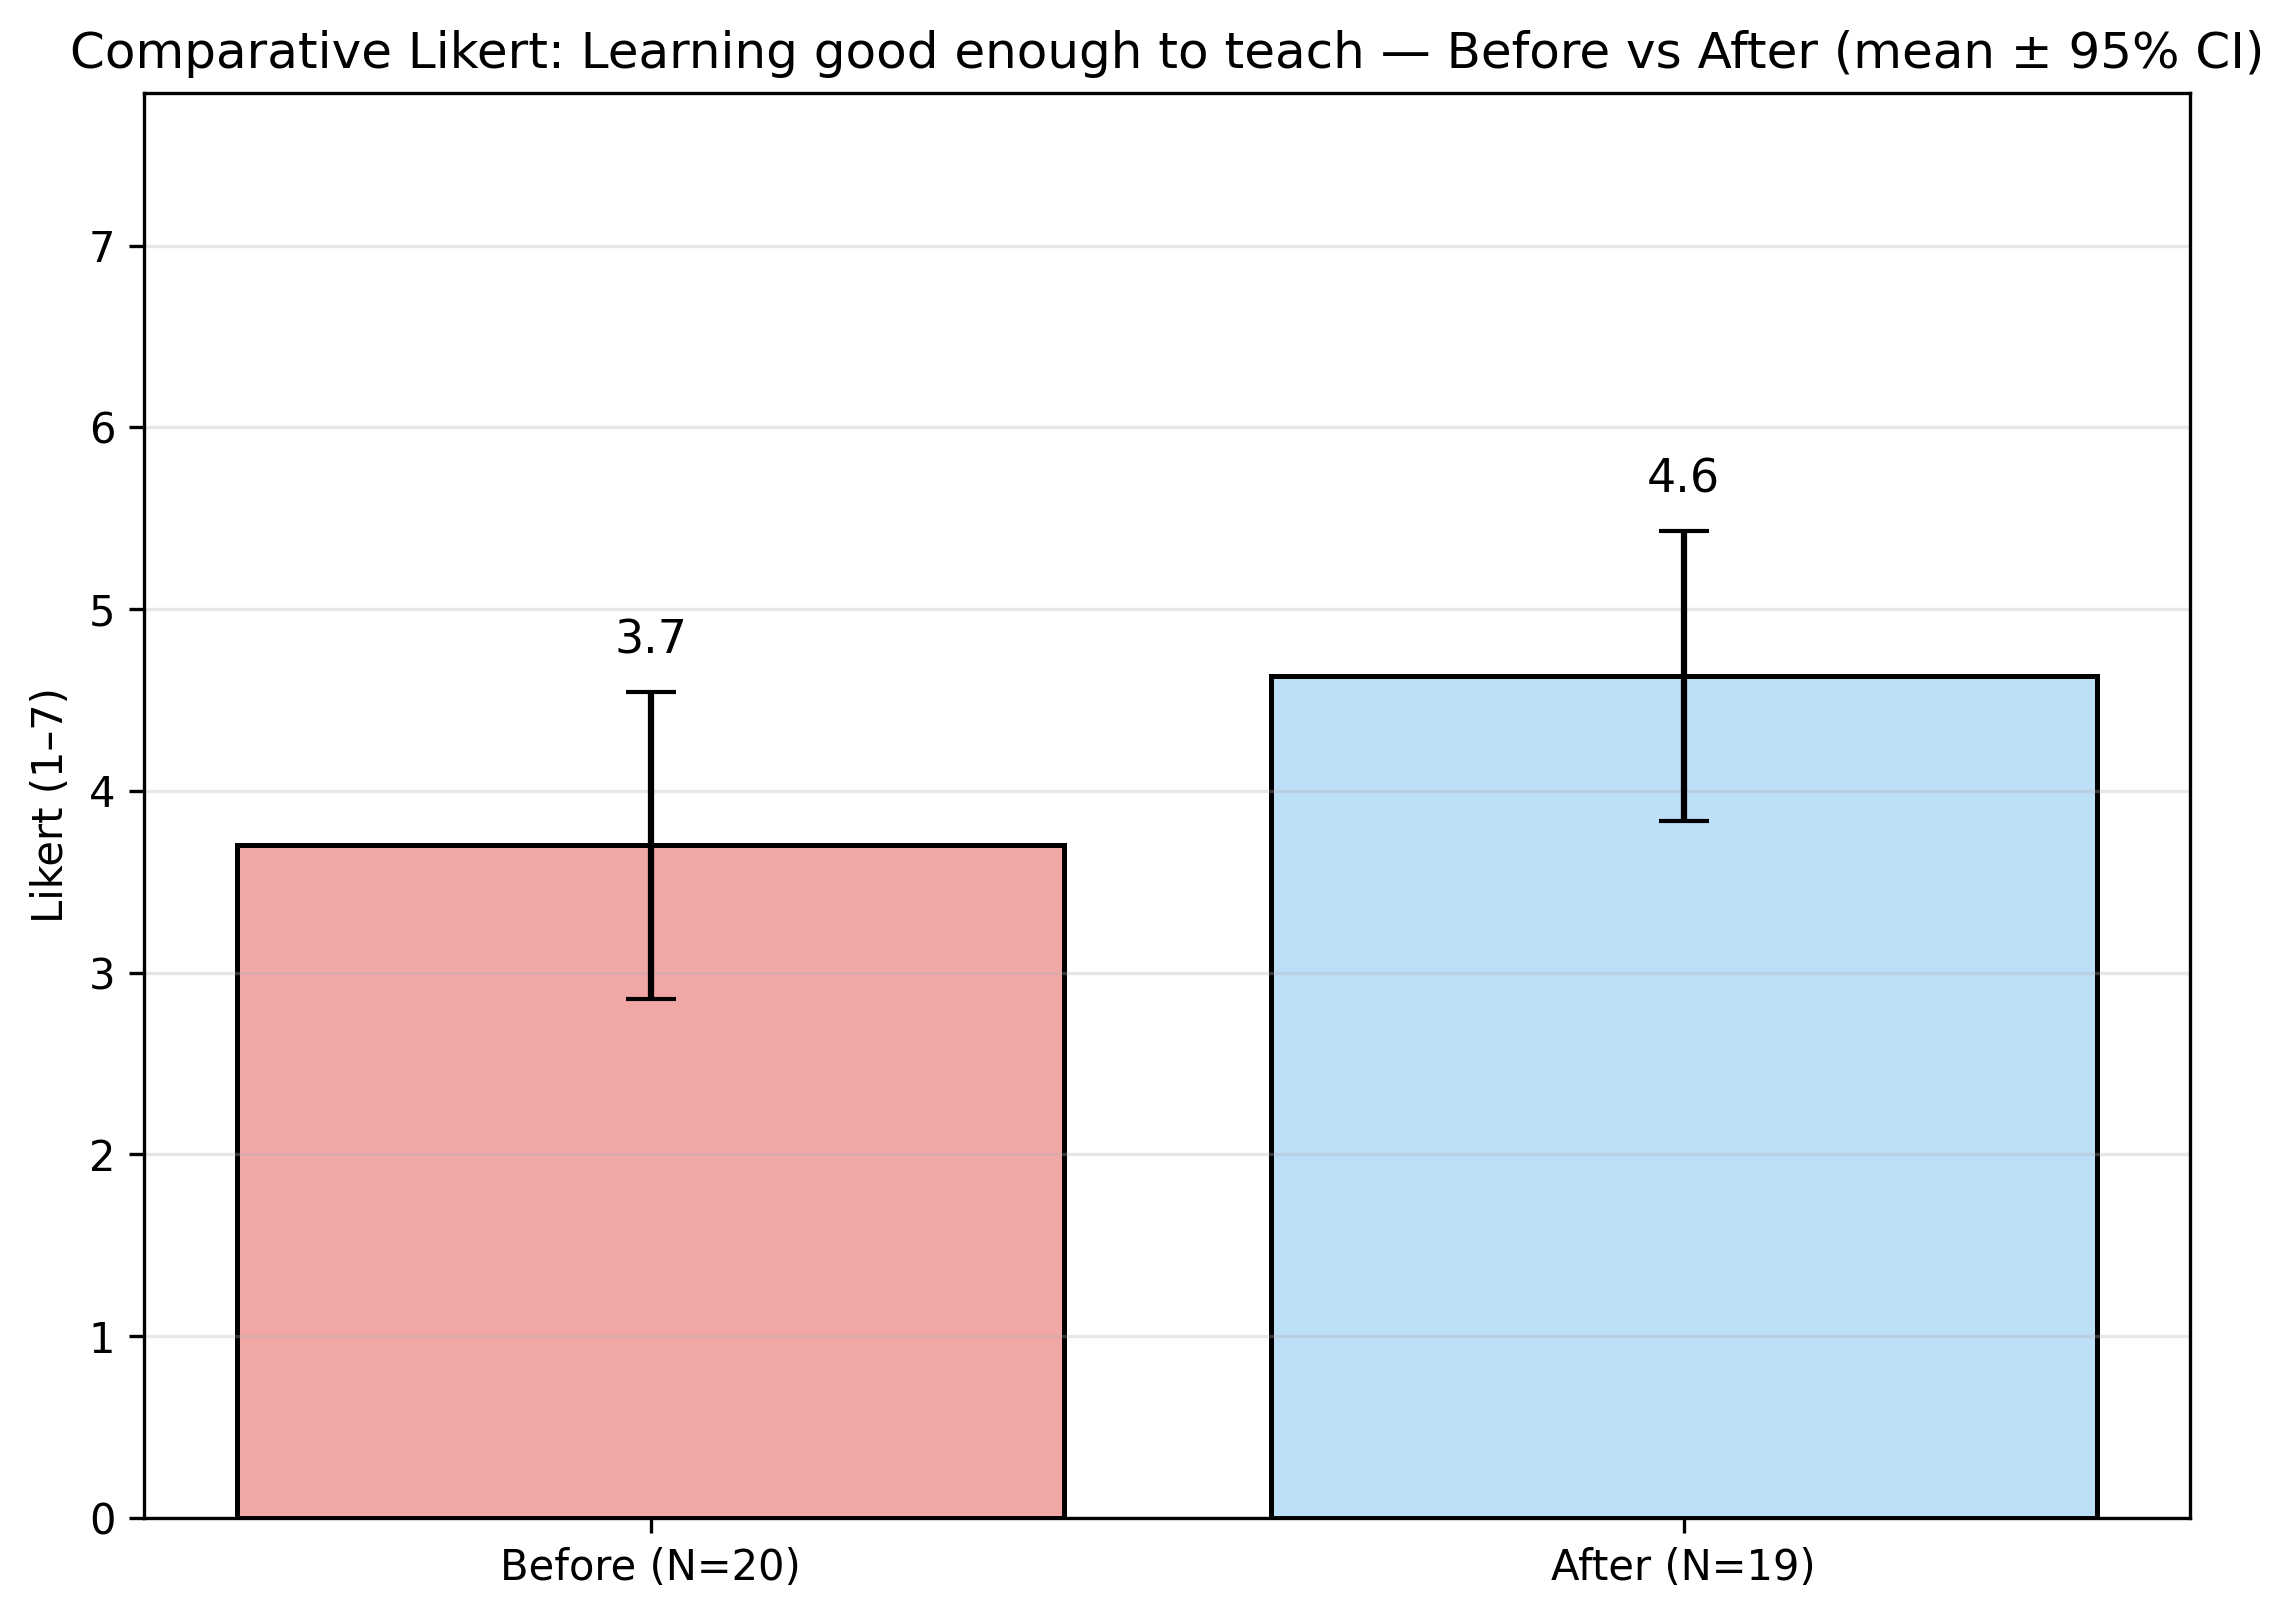 Comparative Likert: Learning good enough to teach — Before vs After (mean ± 95% CI)
Likert (1–7)
7
6
5
4
3
2
1
0
3.7
4.6
Before (N=20)
After (N=19)